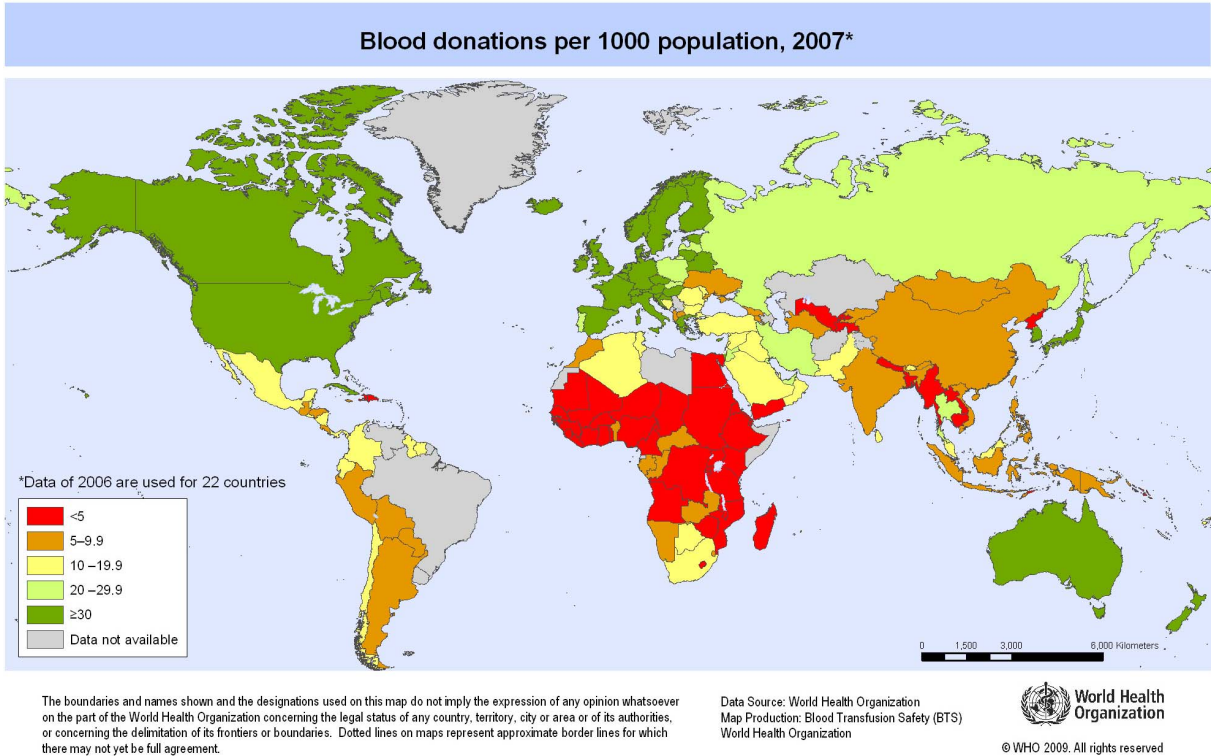 Blood donations per 1000 population, 2007*
*Data of 2006 are used for 22 countries
<5
5–9.9
10 –19.9
20 –29.9
≥30
Data not available
0 1,500 3,000 6,000 Kilometers
The boundaries and names shown and the designations used on this map do not imply the expression of any opinion whatsoever
on the part of the World Health Organization concerning the legal status of any country, territory, city or area or of its authorities,
or concerning the delimitation of its frontiers or boundaries. Dotted lines on maps represent approximate border lines for which
there may not yet be full agreement.
Data Source: World Health Organization
Map Production: Blood Transfusion Safety (BTS)
World Health Organization
World Health
Organization
© WHO 2009. All rights reserved